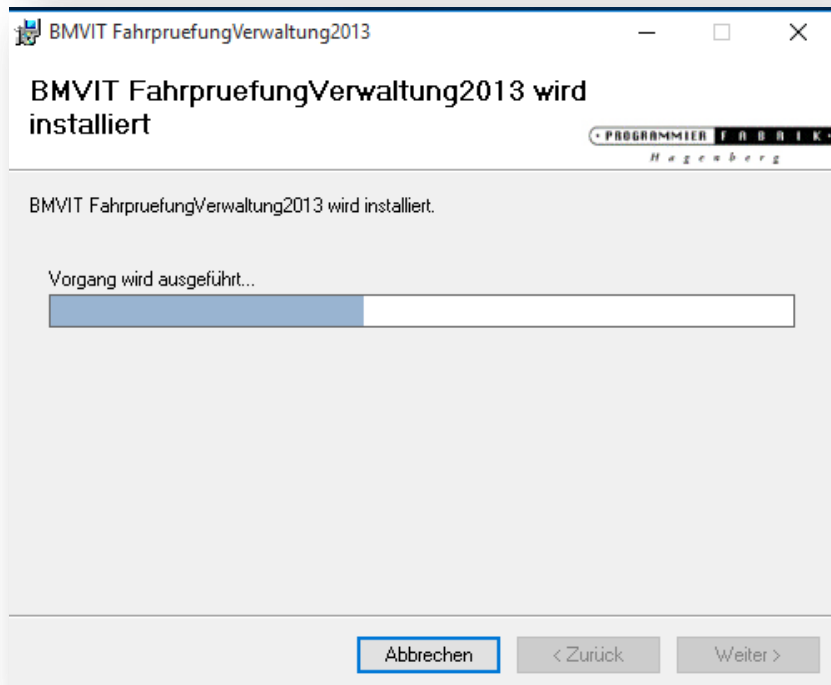 BMVIT FahrpruefungVerwaltung2013
BMVIT FahrpruefungVerwaltung2013 wird
installiert
PROGRAMMIER FABRIK
Hagenberg
BMVIT FahrpruefungVerwaltung2013 wird installiert.
Vorgang wird ausgeführt...
Abbrechen
< Zurück
Weiter >